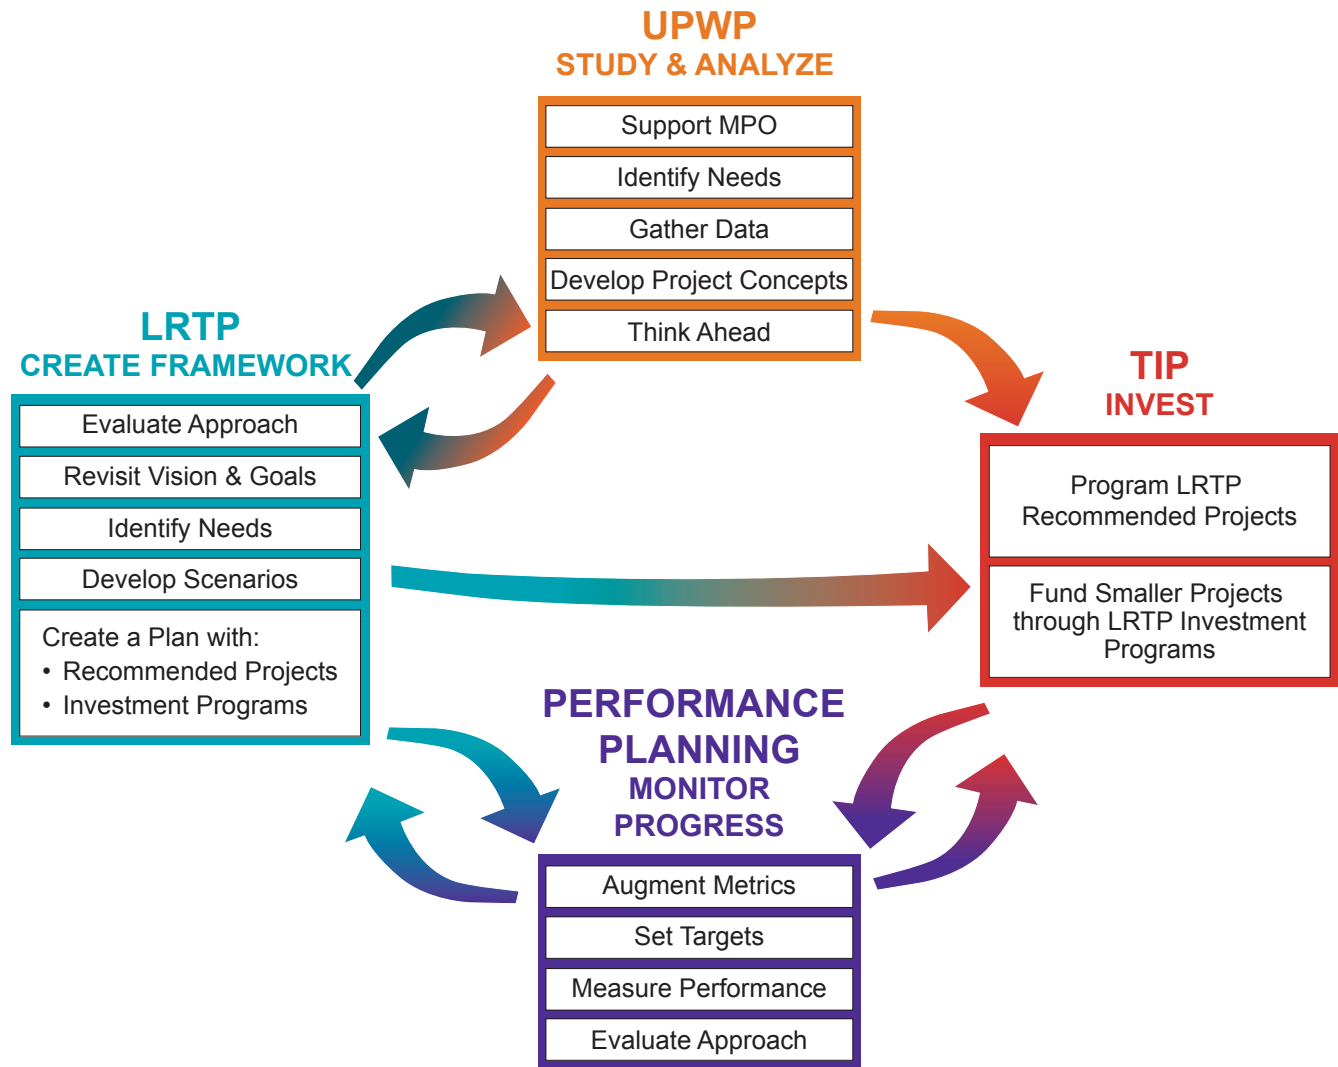 UPWP
STUDY & ANALYZE
Support MPO
Identify Needs
Gather Data
Develop Project Concepts
Think Ahead
LRTP
CREATE FRAMEWORK
Evaluate Approach
Revisit Vision & Goals
Identify Needs
Develop Scenarios
Create a Plan with:
• Recommended Projects
• Investment Programs
TIP
INVEST
Program LRTP
Recommended Projects
Fund Smaller Projects
through LRTP Investment
Programs
PERFORMANCE
PLANNING
MONITOR
PROGRESS
Augment Metrics
Set Targets
Measure Performance
Evaluate Approach